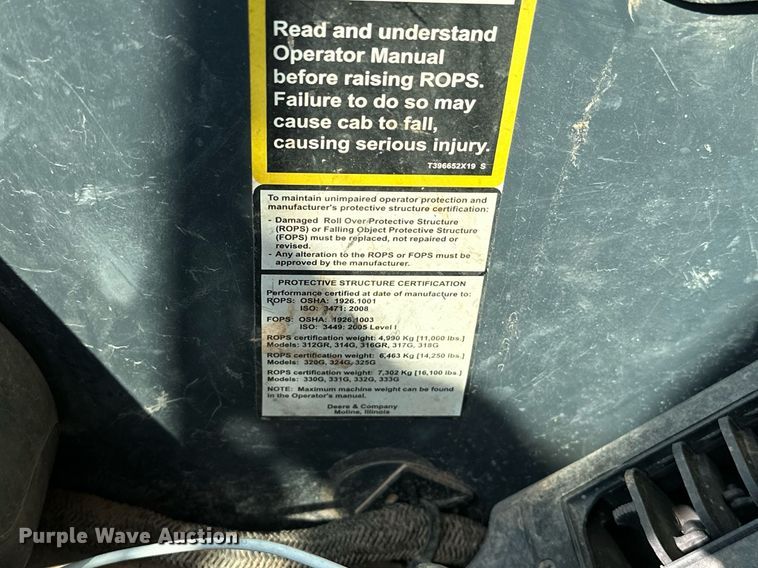 Read and understand
Operator Manual
before raising ROPS.
Failure to do so may
cause cab to fall,
causing serious injury.
T396652X19 S
To maintain unimpaired operator protection and
manufacturer's protective structure certification:
- Damaged Roll Over Protective Structure
(ROPS) or Falling Object Protective Structure
(FOPS) must be replaced, not repaired or
revised.
- Any alteration to the ROPS or FOPS must be
approved by the manufacturer.
PROTECTIVE STRUCTURE CERTIFICATION
Performance certified at date of manufacture to:
ROPS: OSHA: 1926.1001
ISO: 3471: 2008
FOPS: OSHA: 1926.1003
ISO: 3449: 2005 Level I
ROPS certification weight: 4,990 Kg [11,000 lbs.]
Models: 312GR, 314G, 316GR, 317G, 318G
ROPS certification weight: 6,463 Kg [14,250 lbs.]
Models: 320G, 324G, 325G
ROPS certification weight: 7,302 Kg [16,100 lbs.]
Models: 330G, 331G, 332G, 333G
NOTE: Maximum machine weight can be found
in the Operator's manual.
Deere & Company
Moline, Illinois
Purple Wave Auction